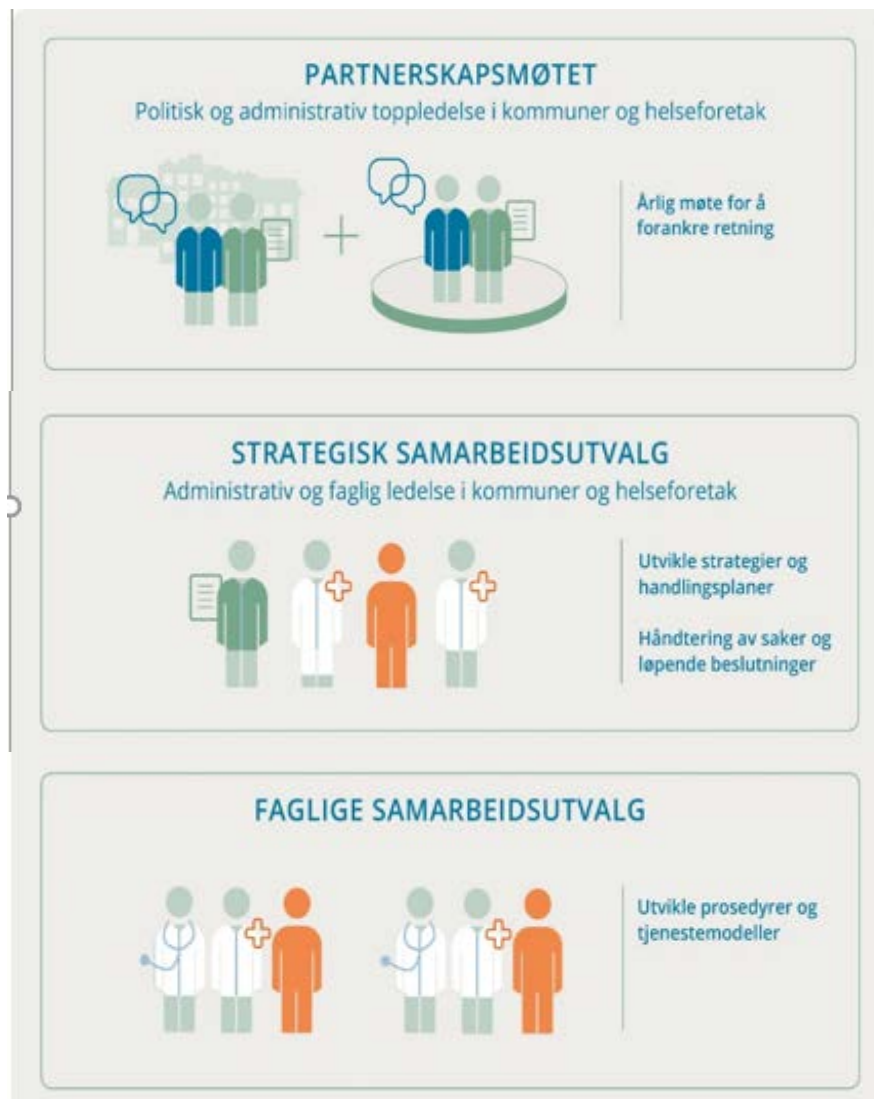 PARTNERSKAPSMØTET
Politisk og administrativ toppledelse i kommuner og helseforetak
Årlig møte for å
forankre retning
STRATEGISK SAMARBEIDSUTVALG
Administrativ og faglig ledelse i kommuner og helseforetak
Utvikle strategier og
handlingsplaner
Håndtering av saker og
løpende beslutninger
FAGLIGE SAMARBEIDSUTVALG
Utvikle prosedyrer og
tjenestemodeller